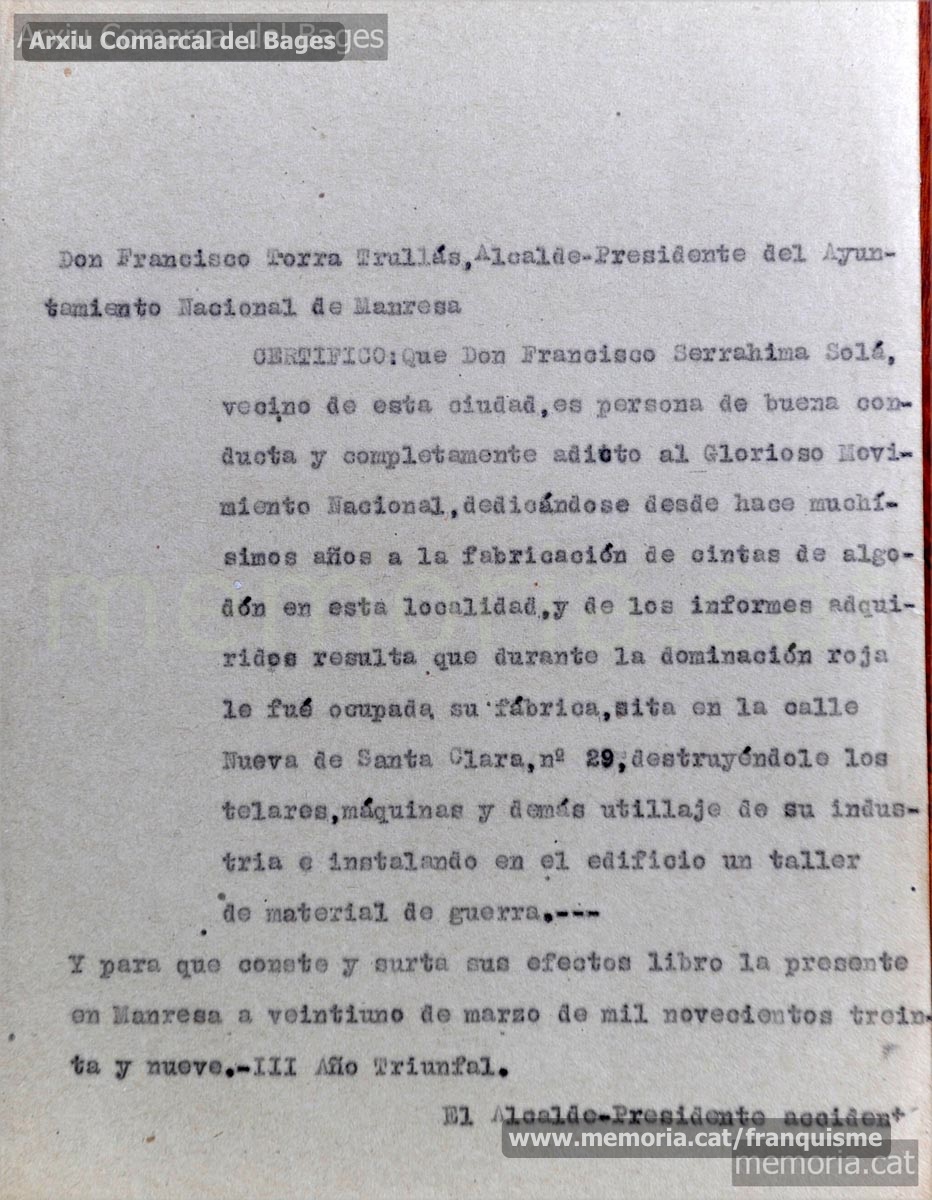 Arxiu Comarcal del Bages
Don Francisco Torra Trullás, Alcalde-Presidente del Ayun-
tamiento Nacional de Manresa
CERTIFICO: Que Don Francisco Serrahima Solá,
vecino de esta ciudad, es persona de buena con-
ducta y completamente adicto al Glorioso Movi-
miento Nacional, dedicándose desde hace muchí-
simos años a la fabricación de cintas de algo-
dón en esta localidad, y de los informes adqui-
ridos resulta que durante la dominación roja
le fué ocupada su fábrica, sita en la calle
Nueva de Santa Clara, nº 29, destruyéndole los
telares, máquinas y demás utillaje de su indus-
tria e instalando en el edificio un taller
de material de guerra.---
Y para que conste y surta sus efectos libro la presente
en Manresa a veintiuno de marzo de mil novecientos trein-
ta y nueve.-III Año Triunfal.
El Alcalde-Presidente accident
www.memoria.cat/franquisme
memoria.cat